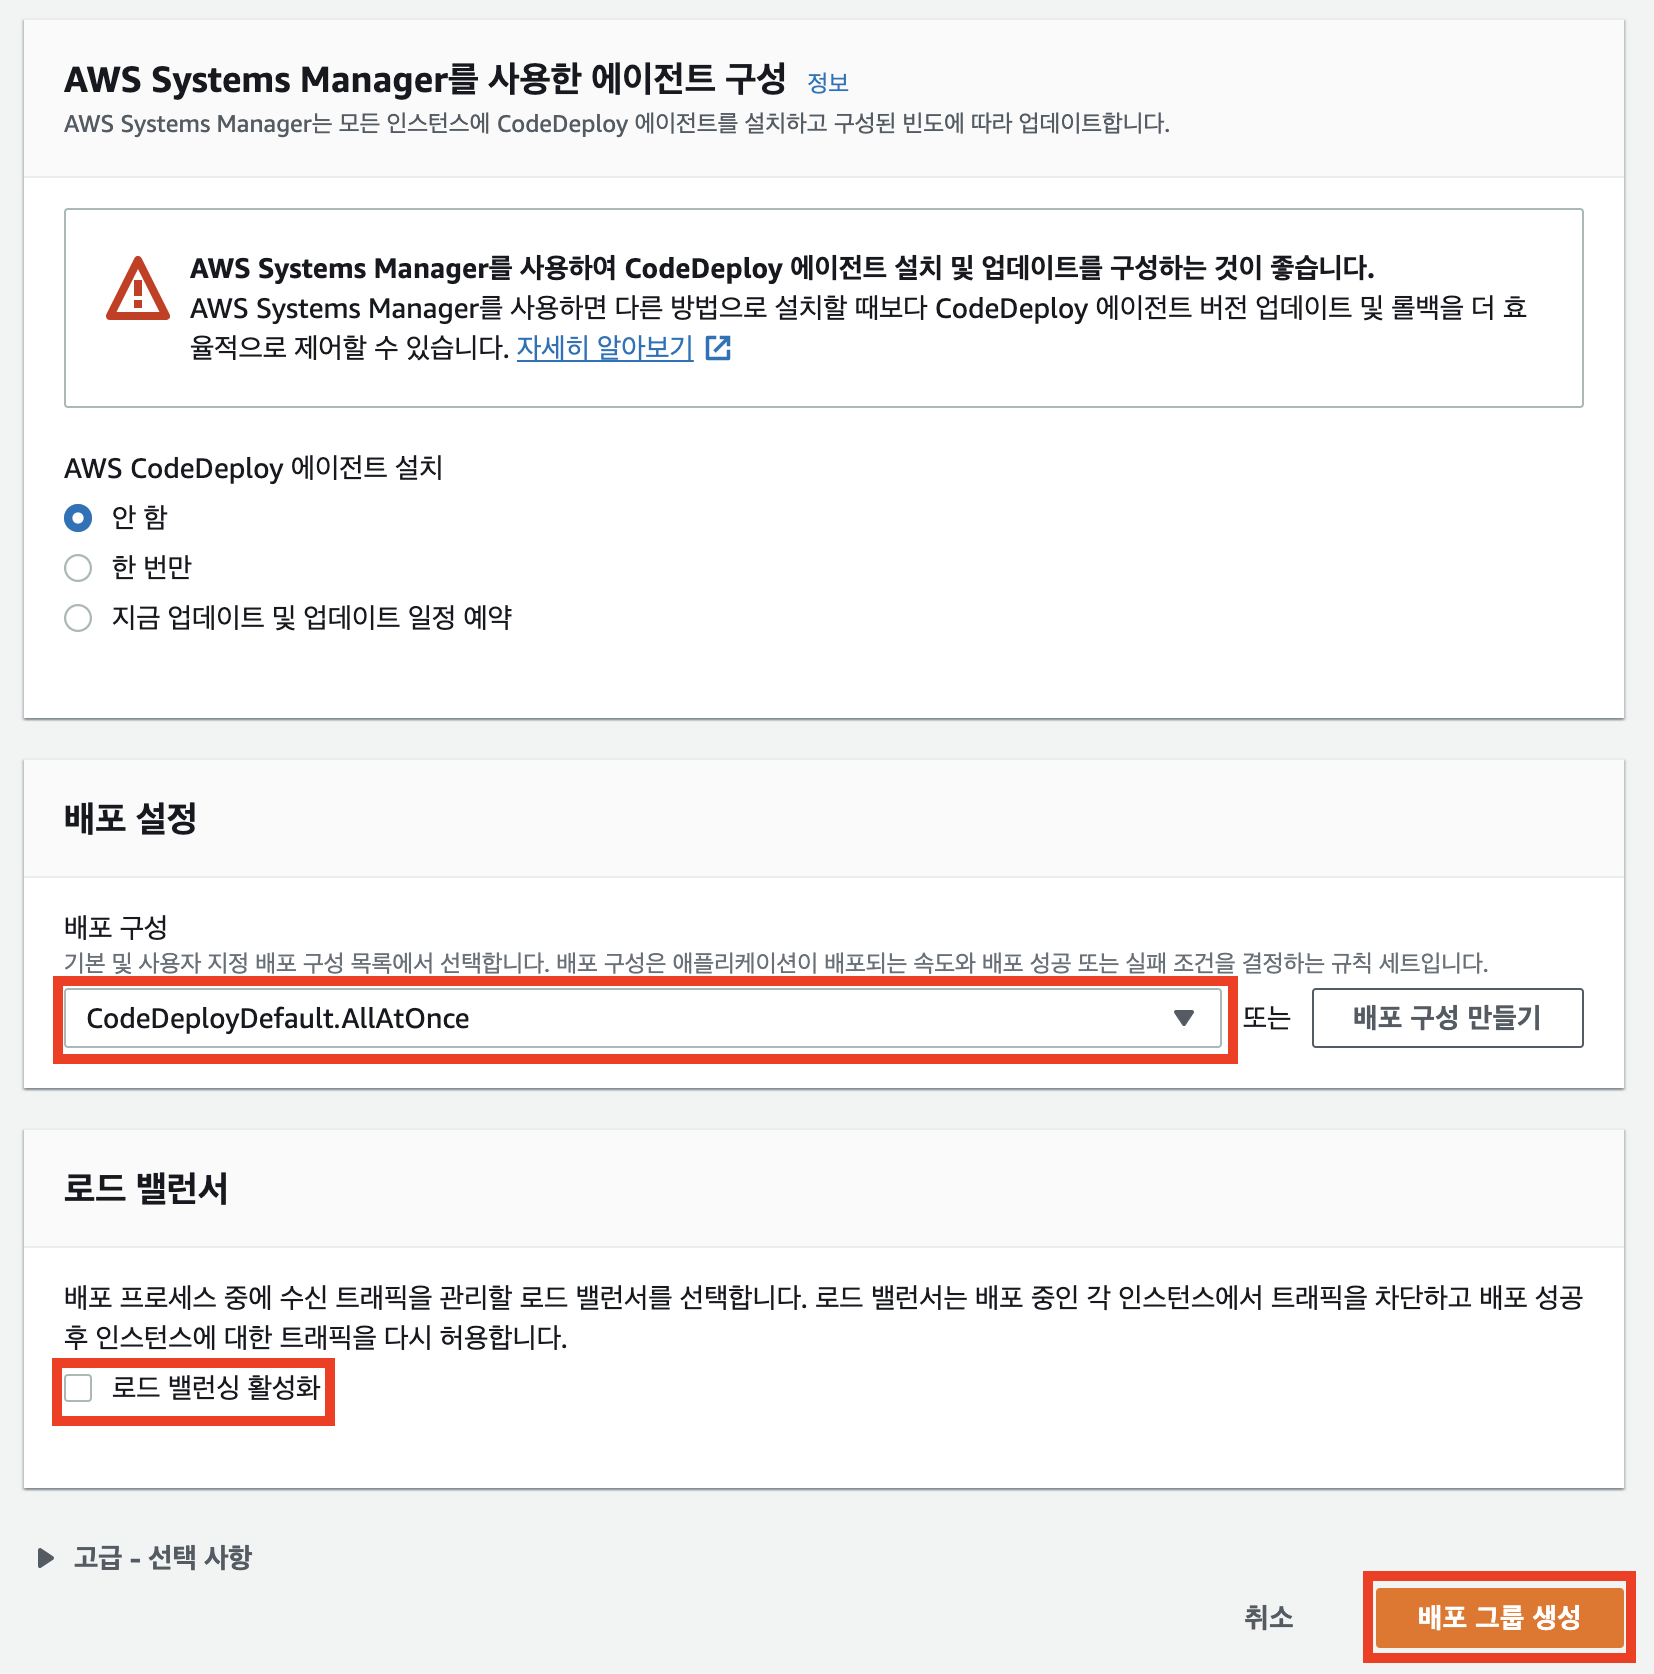 AWS Systems Manager를 사용한 에이전트 구성 정보
AWS Systems Manager는 모든 인스턴스에 CodeDeploy 에이전트를 설치하고 구성된 빈도에 따라 업데이트합니다.
AWS Systems Manager를 사용하여 CodeDeploy 에이전트 설치 및 업데이트를 구성하는 것이 좋습니다.
AWS Systems Manager를 사용하면 다른 방법으로 설치할 때보다 CodeDeploy 에이전트 버전 업데이트 및 롤백을 더 효
율적으로 제어할 수 있습니다. 자세히 알아보기
AWS CodeDeploy 에이전트 설치
안 함
한 번만
지금 업데이트 및 업데이트 일정 예약
배포 설정
배포 구성
기본 및 사용자 지정 배포 구성 목록에서 선택합니다. 배포 구성은 애플리케이션이 배포되는 속도와 배포 성공 또는 실패 조건을 결정하는 규칙 세트입니다.
CodeDeployDefault.AllAtOnce 또는 배포 구성 만들기
로드 밸런서
배포 프로세스 중에 수신 트래픽을 관리할 로드 밸런서를 선택합니다. 로드 밸런서는 배포 중인 각 인스턴스에서 트래픽을 차단하고 배포 성공
후 인스턴스에 대한 트래픽을 다시 허용합니다.
로드 밸런싱 활성화
고급 - 선택 사항
취소 배포 그룹 생성